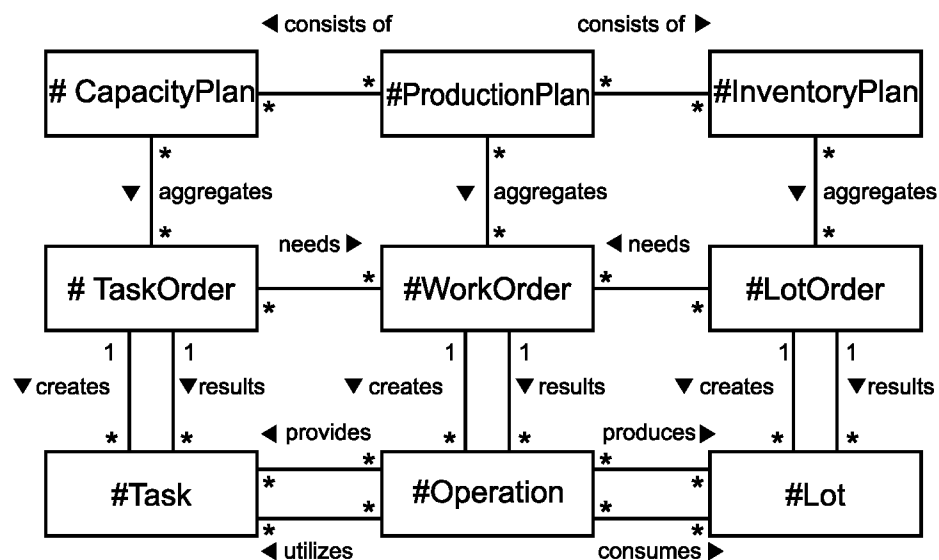 ◄ consists of consists of ►
# CapacityPlan * * #ProductionPlan * * #InventoryPlan
* * *
▼ aggregates ▼ aggregates ▼ aggregates
* needs ► * ◄ needs *
# TaskOrder * * #WorkOrder * * #LotOrder
1 1 1 1 1 1
▼ creates ▼ results ▼ creates ▼ results ▼ creates ▼ results
* * ◄ provides * * produces ► * *
#Task * * #Operation * * #Lot
* * * *
◄ utilizes consumes ►